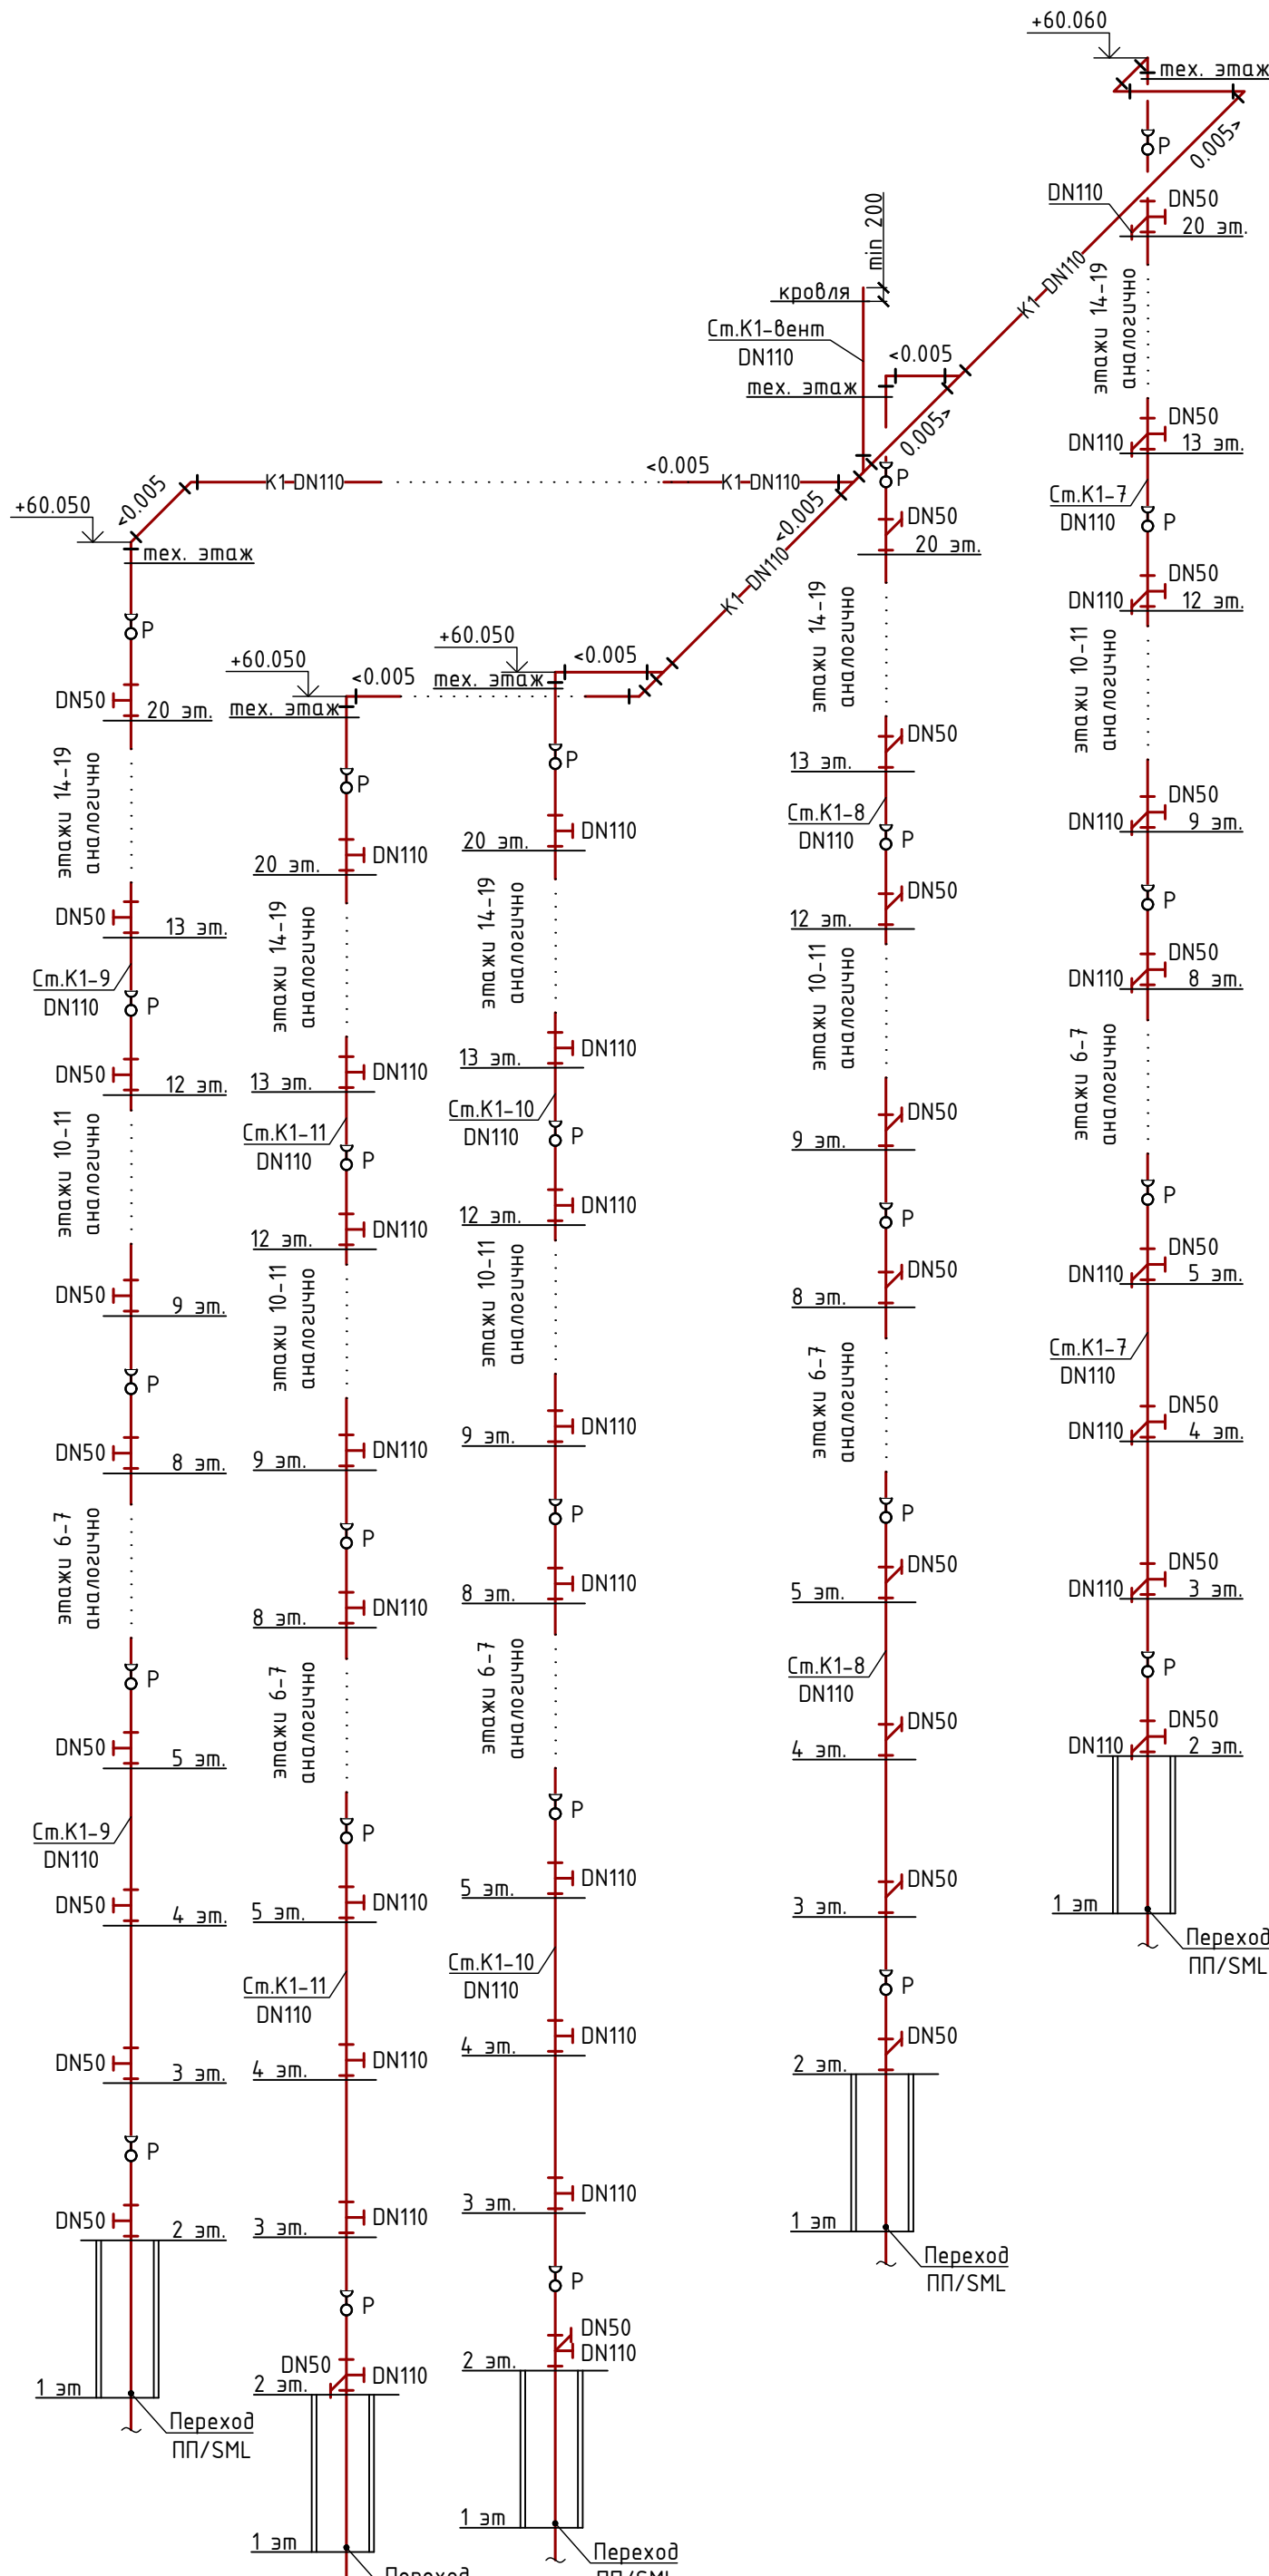 +60.060
тех. этаж
Р
0.005>
DN110
DN50
20 эт.
этажи 14-19
аналогично
К1
DN110
DN50
DN110
13 эт.
Ст.К1-7
DN110
Р
DN50
DN110
12 эт.
этажи 10-11
аналогично
DN50
DN110
9 эт.
Р
DN50
DN110
8 эт.
этажи 6-7
аналогично
Р
DN50
DN110
5 эт.
Ст.К1-7
DN110
DN50
DN110
4 эт.
DN50
DN110
3 эт.
Р
DN50
DN110
2 эт.
1 эт
Переход
ПП/SML
min 200
кровля
Ст.К1-вент
DN110
<0.005
тех. этаж
0.005>
Р
DN50
20 эт.
этажи 14-19
аналогично
DN50
13 эт.
Ст.К1-8
DN110
Р
DN50
12 эт.
этажи 10-11
аналогично
DN50
9 эт.
Р
DN50
8 эт.
этажи 6-7
аналогично
Р
DN50
5 эт.
Ст.К1-8
DN110
DN50
4 эт.
DN50
3 эт.
Р
DN50
2 эт.
1 эт
Переход
ПП/SML
<0.005
К1
DN110
<0.005
К1
DN110
<0.005
К1
DN110
+60.050
тех. этаж
Р
DN50
20 эт.
этажи 14-19
аналогично
DN50
13 эт.
Ст.К1-9
DN110
Р
DN50
12 эт.
этажи 10-11
аналогично
DN50
9 эт.
Р
DN50
8 эт.
этажи 6-7
аналогично
Р
DN50
5 эт.
Ст.К1-9
DN110
DN50
4 эт.
DN50
3 эт.
Р
DN50
2 эт.
1 эт
Переход
ПП/SML
+60.050
<0.005
тех. этаж
Р
DN110
20 эт.
этажи 14-19
аналогично
DN110
13 эт.
Ст.К1-11
DN110
Р
DN110
12 эт.
этажи 10-11
аналогично
DN110
9 эт.
Р
DN110
8 эт.
этажи 6-7
аналогично
Р
DN110
5 эт.
Ст.К1-11
DN110
DN110
4 эт.
DN110
3 эт.
Р
DN50
DN110
2 эт.
1 эт
Переход
+60.050
<0.005
тех. этаж
Р
DN110
20 эт.
этажи 14-19
аналогично
DN110
13 эт.
Ст.К1-10
DN110
Р
DN110
12 эт.
этажи 10-11
аналогично
DN110
9 эт.
Р
DN110
8 эт.
этажи 6-7
аналогично
Р
DN110
5 эт.
Ст.К1-10
DN110
DN110
4 эт.
DN110
3 эт.
Р
DN50
DN110
2 эт.
1 эт
Переход
ПП/SML